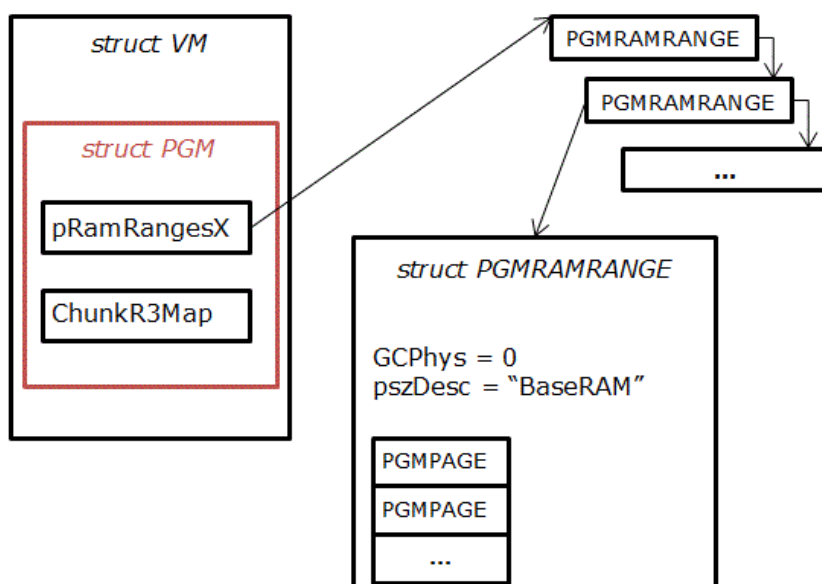 struct VM
struct PGM
pRamRangesX
ChunkR3Map
PGMRAMRANGE
PGMRAMRANGE
...
struct PGMRAMRANGE
GCPhys = 0
pszDesc = “BaseRAM”
PGMPAGE
PGMPAGE
...